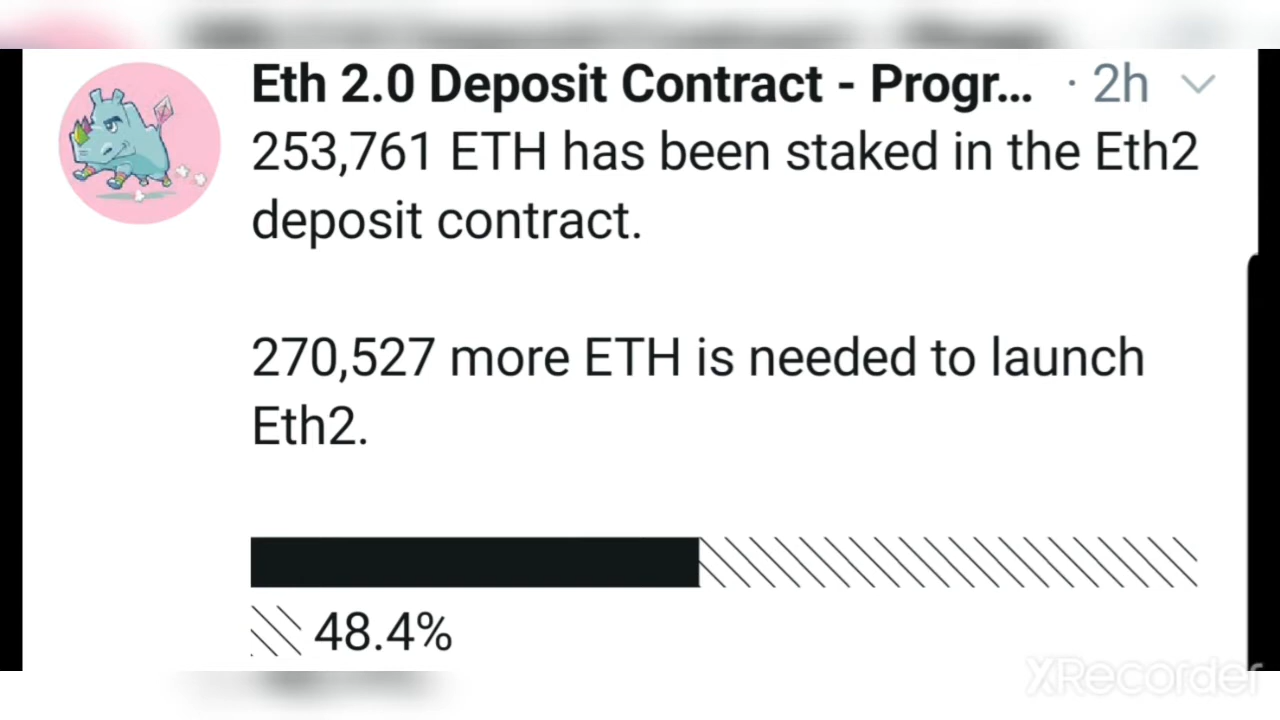 Eth 2.0 Deposit Contract - Progr... · 2h
253,761 ETH has been staked in the Eth2
deposit contract.
270,527 more ETH is needed to launch
Eth2.
48.4%
XRecorder